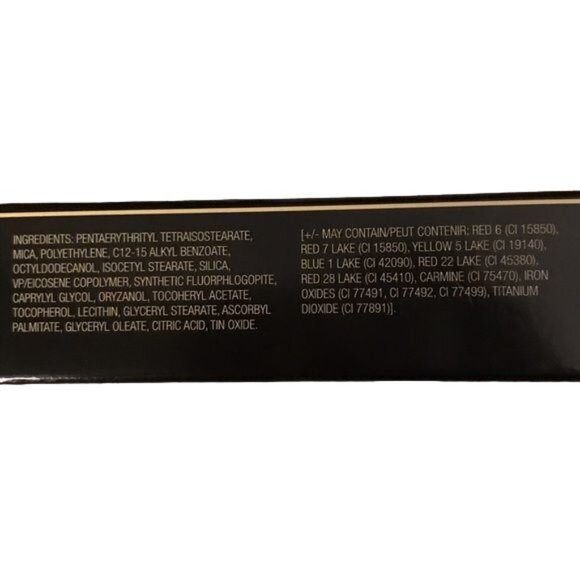 INGREDIENTS: PENTAERYTHRITYL TETRAISOSTEARATE,
MICA, POLYETHYLENE, C12-15 ALKYL BENZOATE,
OCTYLDODECANOL, ISOCETYL STEARATE, SILICA,
VP/EICOSENE COPOLYMER, SYNTHETIC FLUORPHLOGOPITE,
CAPRYLYL GLYCOL, ORYZANOL, TOCOHERYL ACETATE,
TOCOPHEROL, LECITHIN, GLYCERYL STEARATE, ASCORBYL
PALMITATE, GLYCERYL OLEATE, CITRIC ACID, TIN OXIDE.
[+/- MAY CONTAIN/PEUT CONTENIR: RED 6 (CI 15850),
RED 7 LAKE (CI 15850), YELLOW 5 LAKE (CI 19140),
BLUE 1 LAKE (CI 42090), RED 22 LAKE (CI 45380),
RED 28 LAKE (CI 45410), CARMINE (CI 75470), IRON
OXIDES (CI 77491, CI 77492, CI 77499), TITANIUM
DIOXIDE (CI 77891)].